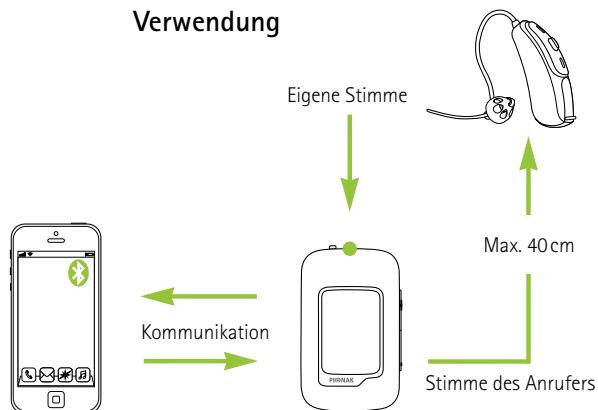 Verwendung
Eigene Stimme
Max. 40 cm
Kommunikation
PHONAK
Stimme des Anrufers